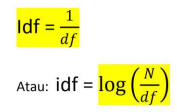 Idf = 1/df
Atau: idf = log(N/df)